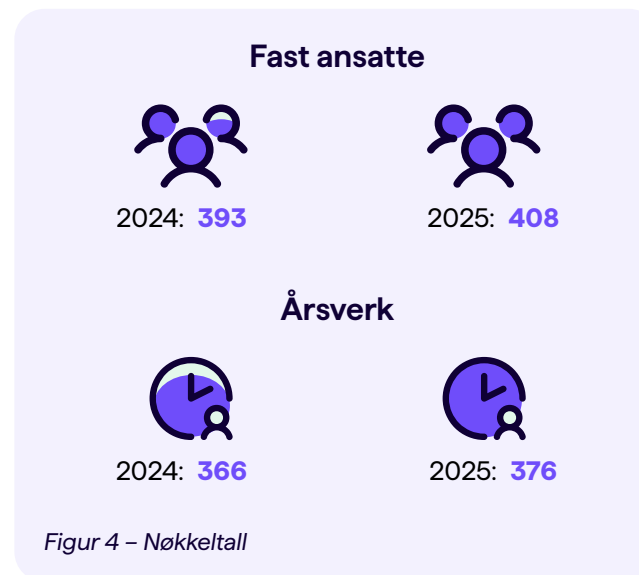 Fast ansatte
2024: 393 2025: 408
Årsverk
2024: 366 2025: 376
Figur 4 – Nøkkeltall